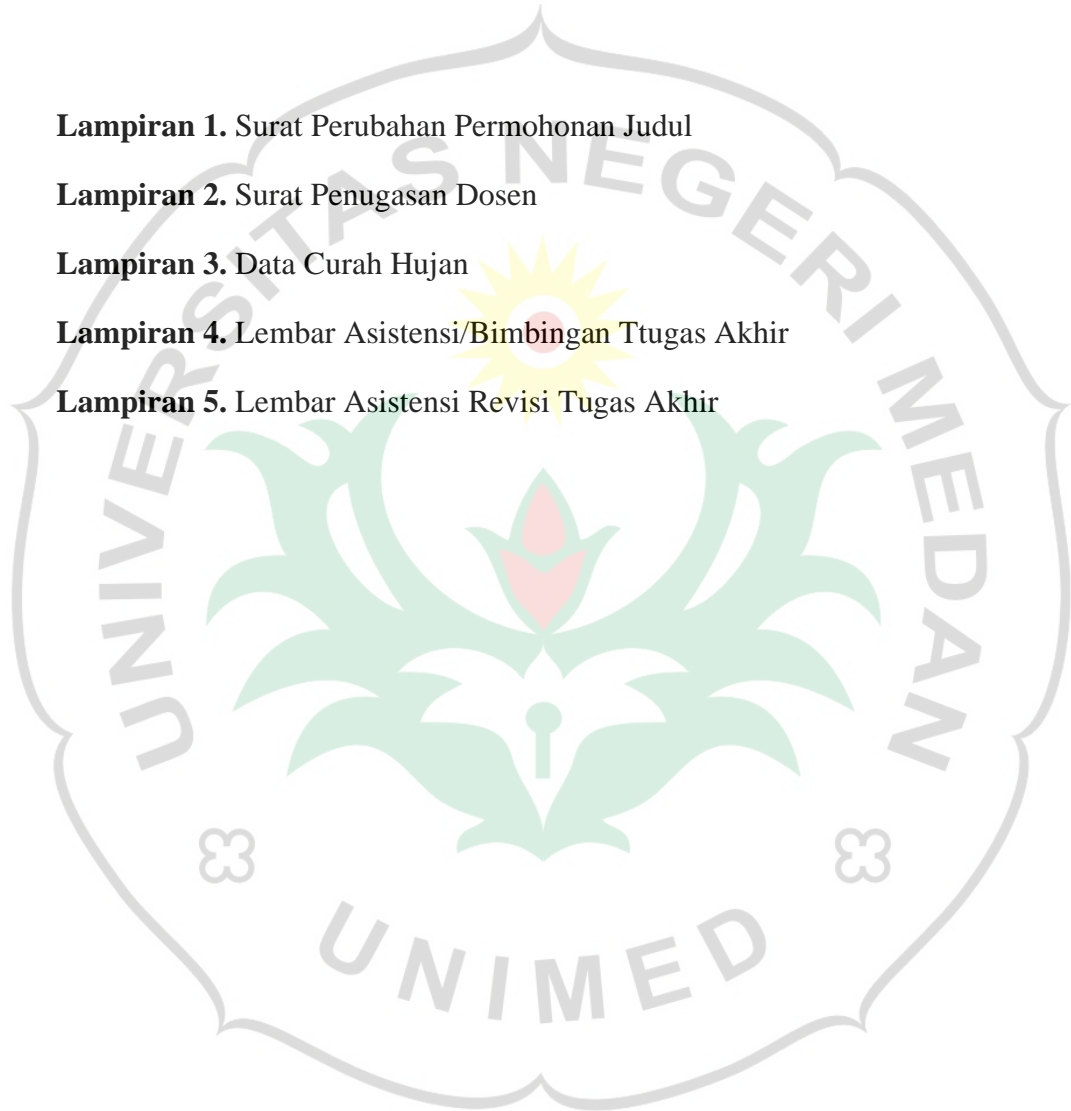 Lampiran 1. Surat Perubahan Permohonan Judul
Lampiran 2. Surat Penugasan Dosen
Lampiran 3. Data Curah Hujan
Lampiran 4. Lembar Asistensi/Bimbingan Ttugas Akhir
Lampiran 5. Lembar Asistensi Revisi Tugas Akhir
UNIVERSITAS NEGERI MEDAN
UNIMED